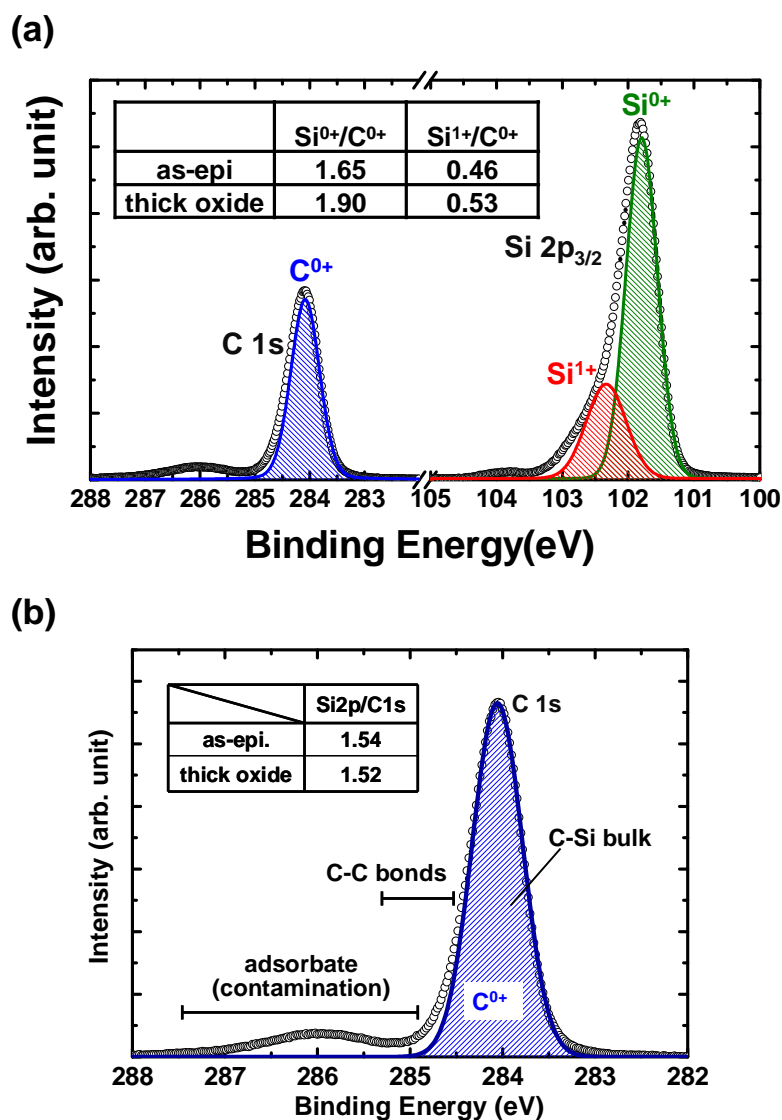 (a)
Si⁰⁺/C⁰⁺ Si¹⁺/C⁰⁺
as-epi 1.65 0.46
thick oxide 1.90 0.53
Si⁰⁺
Si 2p₃/₂
C⁰⁺
C 1s
Si¹⁺
Intensity (arb. unit)
288 287 286 285 284 283 105 104 103 102 101 100
Binding Energy(eV)
(b)
Si2p/C1s
as-epi. 1.54
thick oxide 1.52
C 1s
C-Si bulk
C-C bonds
adsorbate
(contamination)
C⁰⁺
Intensity (arb. unit)
288 287 286 285 284 283 282
Binding Energy (eV)